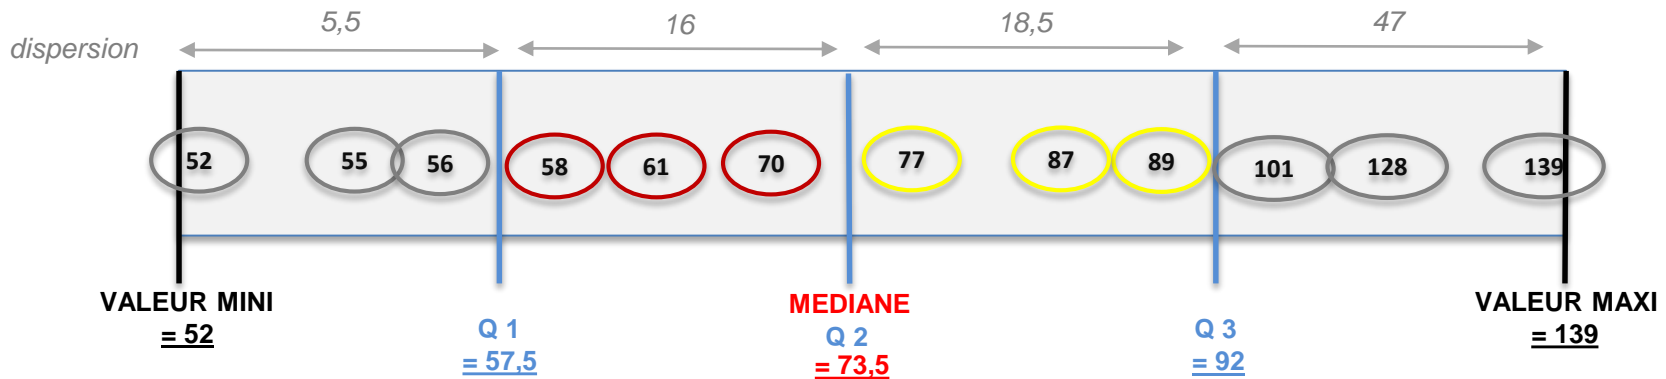 5,5 16 18,5 47
dispersion
52 55 56 58 61 70 77 87 89 101 128 139
VALEUR MINI
= 52
Q 1
= 57,5
MEDIANE
Q 2
= 73,5
Q 3
= 92
VALEUR MAXI
= 139